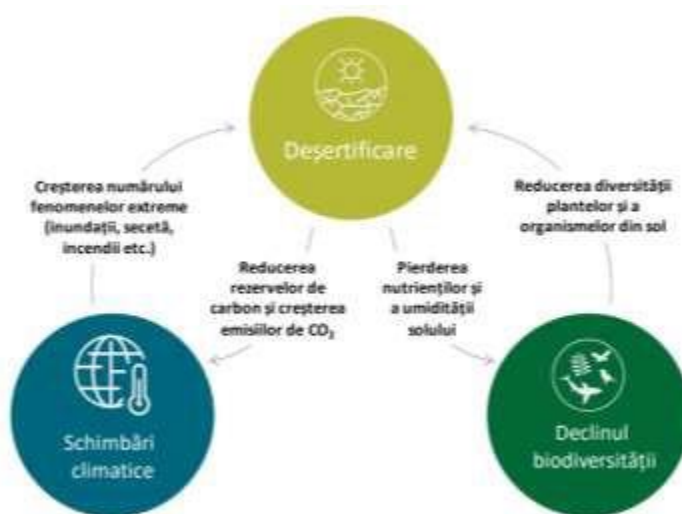 Deșertificare
Creșterea numărului
fenomenelor extreme
(inundații, secetă,
incendii etc.)
Reducerea diversității
plantelor și a
organismelor din sol
Reducerea
rezervelor de
carbon și creșterea
emisiilor de CO₂
Pierderea
nutrienților și
a umidității
solului
Schimbări
climatice
Declinul
biodiversității